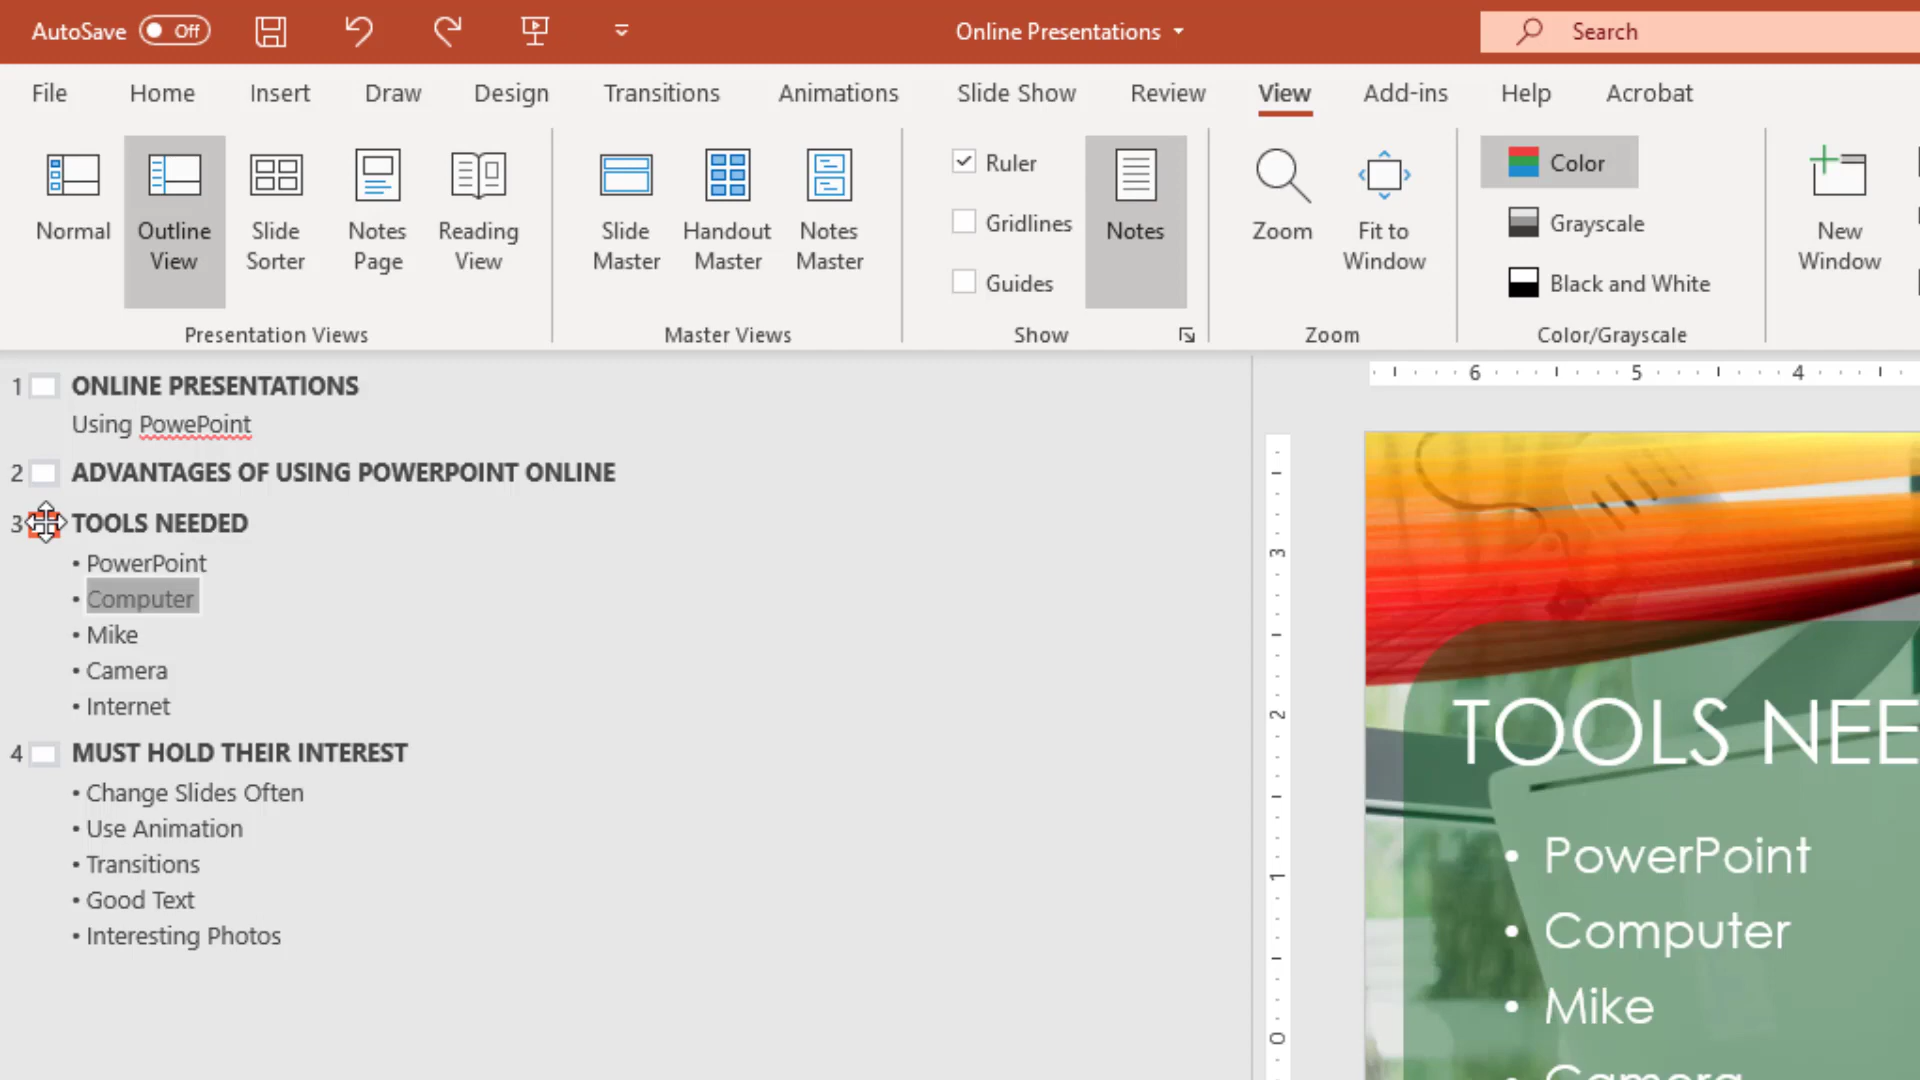 AutoSave Off Online Presentations Search
File Home Insert Draw Design Transitions Animations Slide Show Review View Add-ins Help Acrobat
Normal
Outline
View
Slide
Sorter
Notes
Page
Reading
View
Presentation Views
Slide
Master
Handout
Master
Notes
Master
Master Views
Ruler
Gridlines
Guides
Notes
Show
Zoom
Fit to
Window
Zoom
Color
Grayscale
Black and White
Color/Grayscale
New
Window
1 ONLINE PRESENTATIONS
Using PowePoint
2 ADVANTAGES OF USING POWERPOINT ONLINE
3 TOOLS NEEDED
• PowerPoint
• Computer
• Mike
• Camera
• Internet
4 MUST HOLD THEIR INTEREST
• Change Slides Often
• Use Animation
• Transitions
• Good Text
• Interesting Photos
6 5 4
3
2
1
0
TOOLS NEE
• PowerPoint
• Computer
• Mike
• Camera